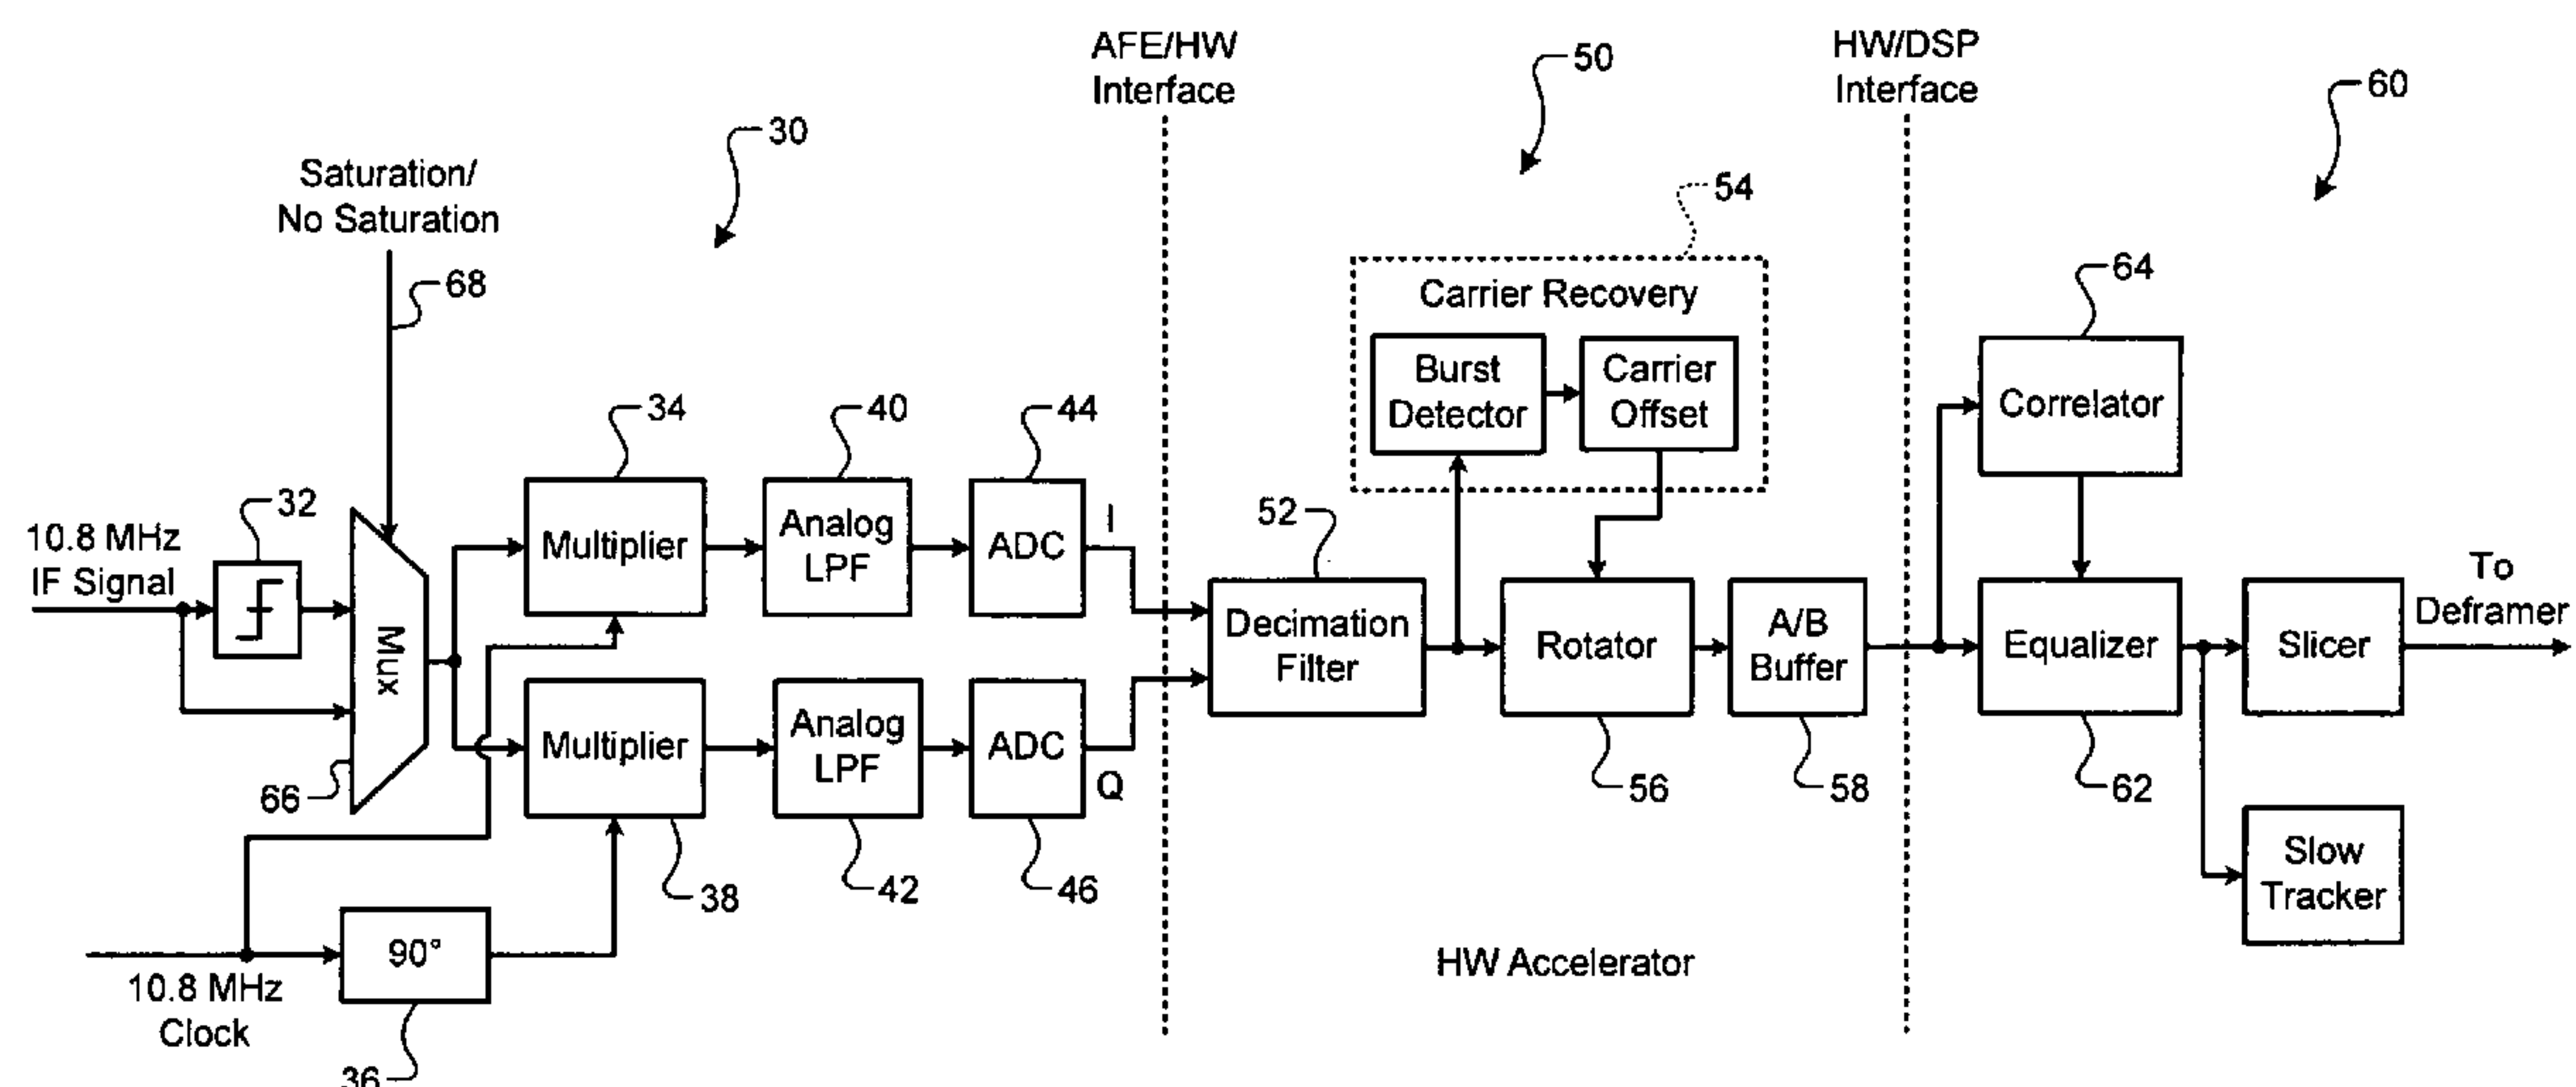 AFE/HW
Interface
HW/DSP
Interface
50
60
30
Saturation/
No Saturation
54
68
Carrier Recovery
64
Burst
Detector
Carrier
Offset
Correlator
34
40
44
32
10.8 MHz
IF Signal
Mux
Multiplier
Analog
LPF
ADC
I
52
Decimation
Filter
Rotator
A/B
Buffer
Equalizer
Slicer
To
Deframer
66
Multiplier
Analog
LPF
ADC
Q
56
58
62
38
42
46
Slow
Tracker
90°
10.8 MHz
Clock
36
HW Accelerator